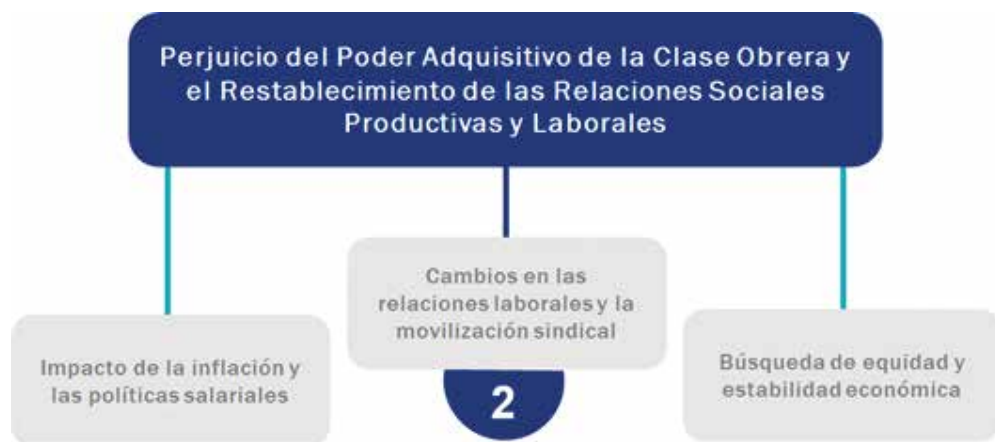 Perjuicio del Poder Adquisitivo de la Clase Obrera y
el Restablecimiento de las Relaciones Sociales
Productivas y Laborales
Impacto de la inflación y
las políticas salariales
Cambios en las
relaciones laborales y la
movilización sindical
2
Búsqueda de equidad y
estabilidad económica